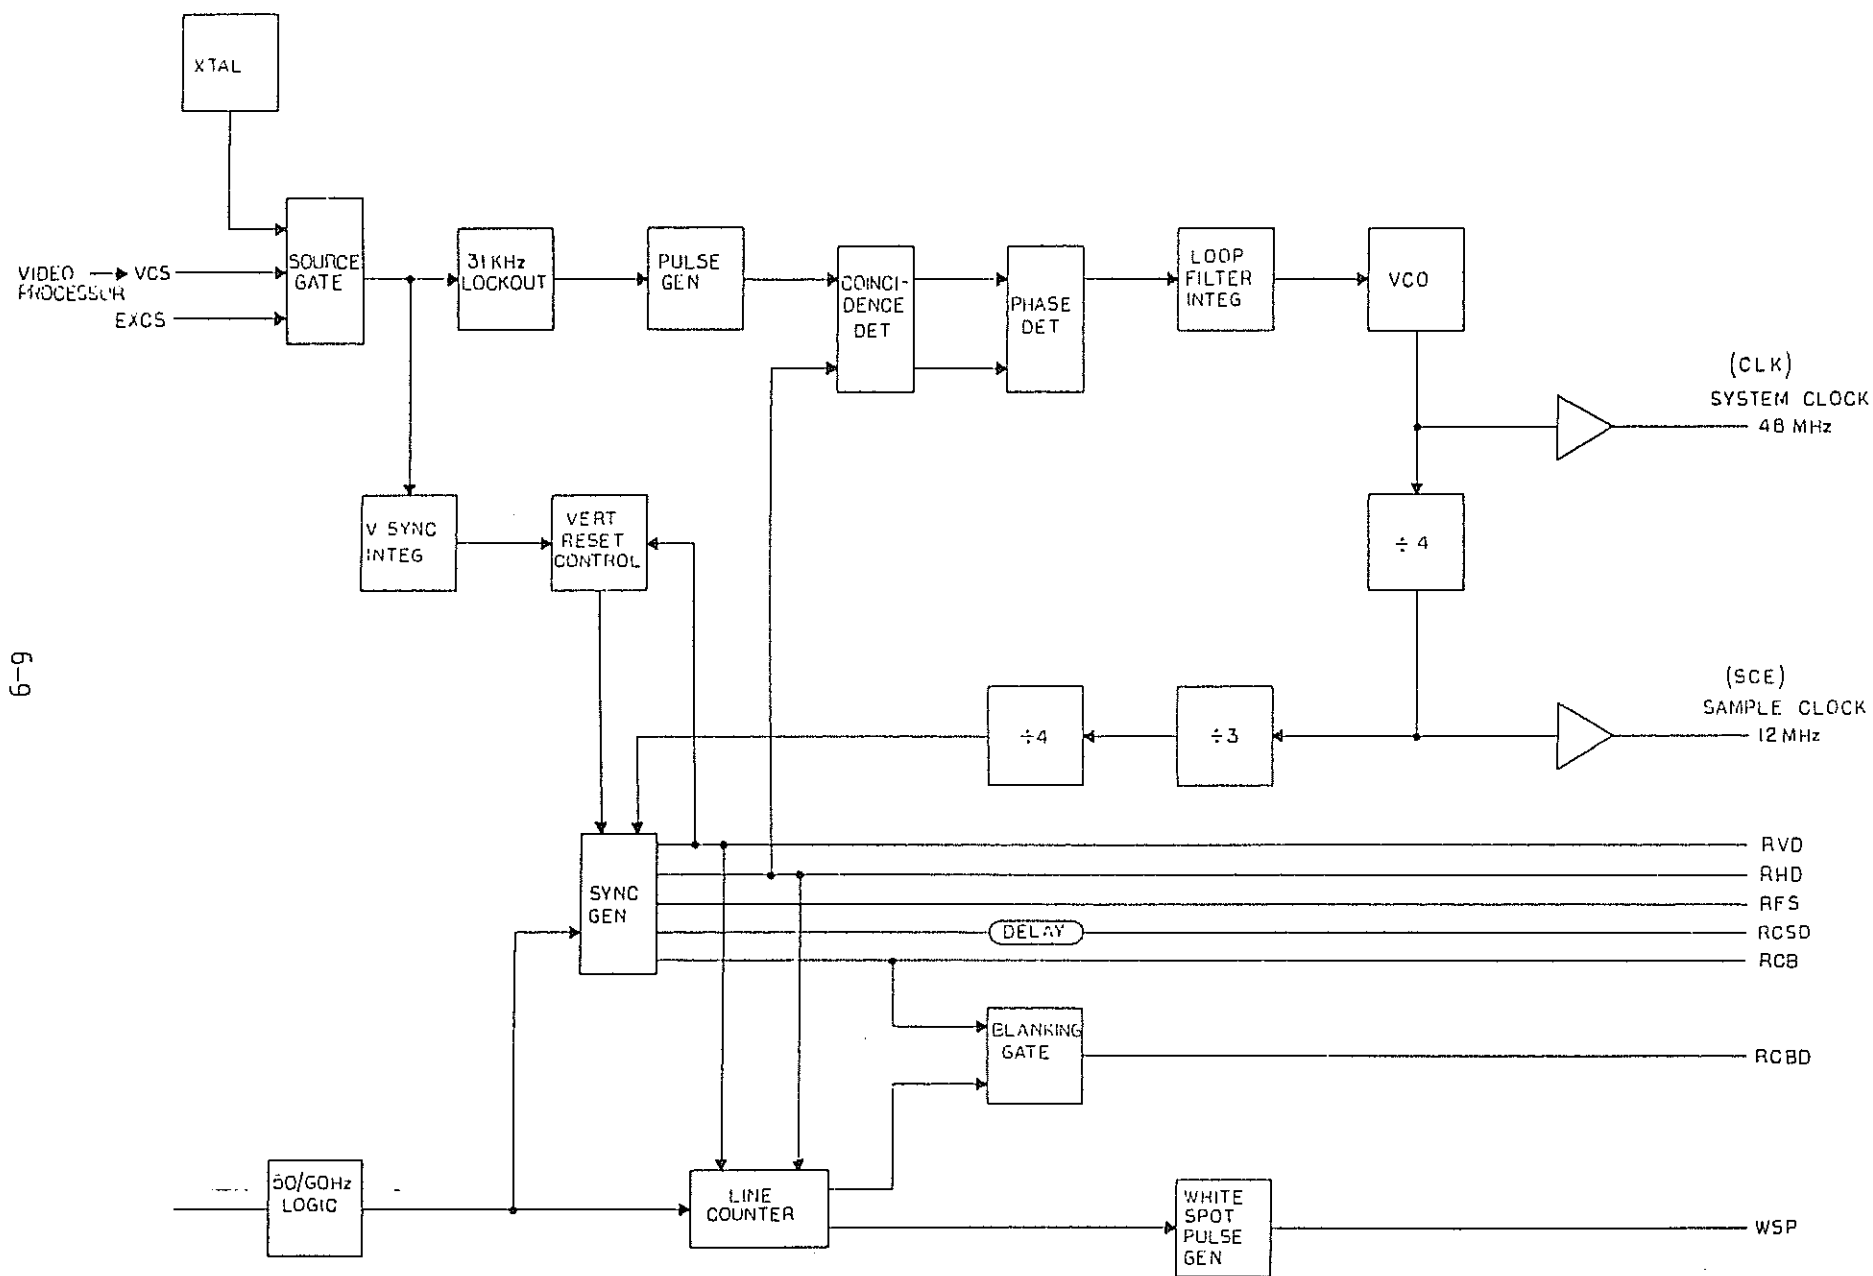 XTAL
VIDEO
PROCESSOR
VCS
EXCS
SOURCE
GATE
31KHz
LOCKOUT
PULSE
GEN
COINCI-
DENCE
DET
PHASE
DET
LOOP
FILTER
INTEG
VCO
(CLK)
SYSTEM CLOCK
48 MHz
V SYNC
INTEG
VERT
RESET
CONTROL
÷ 4
6-9
÷4
÷3
(SCE)
SAMPLE CLOCK
12 MHz
SYNC
GEN
RVD
RHD
RFS
DELAY
RCSD
RCB
BLANKING
GATE
RCBD
50/60Hz
LOGIC
LINE
COUNTER
WHITE
SPOT
PULSE
GEN
WSP